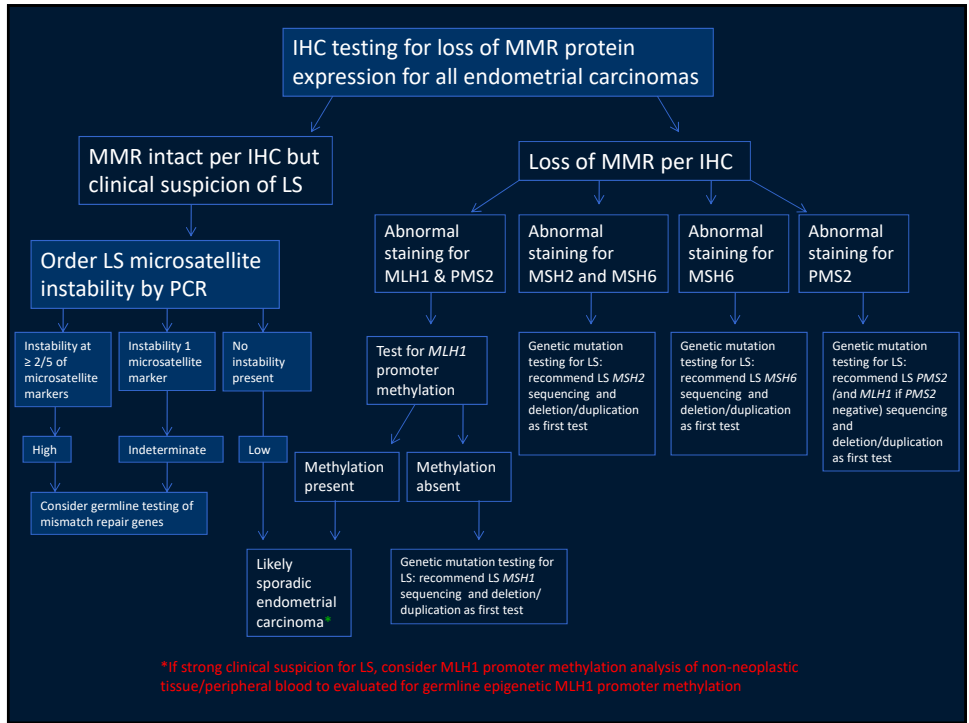 IHC testing for loss of MMR protein
expression for all endometrial carcinomas
MMR intact per IHC but
clinical suspicion of LS
Loss of MMR per IHC
Order LS microsatellite
instability by PCR
Abnormal
staining for
MLH1 & PMS2
Abnormal
staining for
MSH2 and MSH6
Abnormal
staining for
MSH6
Abnormal
staining for
PMS2
Instability at
≥ 2/5 of
microsatellite
markers
Instability 1
microsatellite
marker
No
instability
present
Test for MLH1
promoter
methylation
Genetic mutation
testing for LS:
recommend LS MSH2
sequencing and
deletion/duplication
as first test
Genetic mutation
testing for LS:
recommend LS MSH6
sequencing and
deletion/duplication
as first test
Genetic mutation
testing for LS:
recommend LS PMS2
(and MLH1 if PMS2
negative) sequencing
and
deletion/duplication
as first test
High
Indeterminate
Low
Methylation
present
Methylation
absent
Consider germline testing of
mismatch repair genes
Likely
sporadic
endometrial
carcinoma*
Genetic mutation testing for
LS: recommend LS MSH1
sequencing and deletion/
duplication as first test
*If strong clinical suspicion for LS, consider MLH1 promoter methylation analysis of non-neoplastic
tissue/peripheral blood to evaluated for germline epigenetic MLH1 promoter methylation